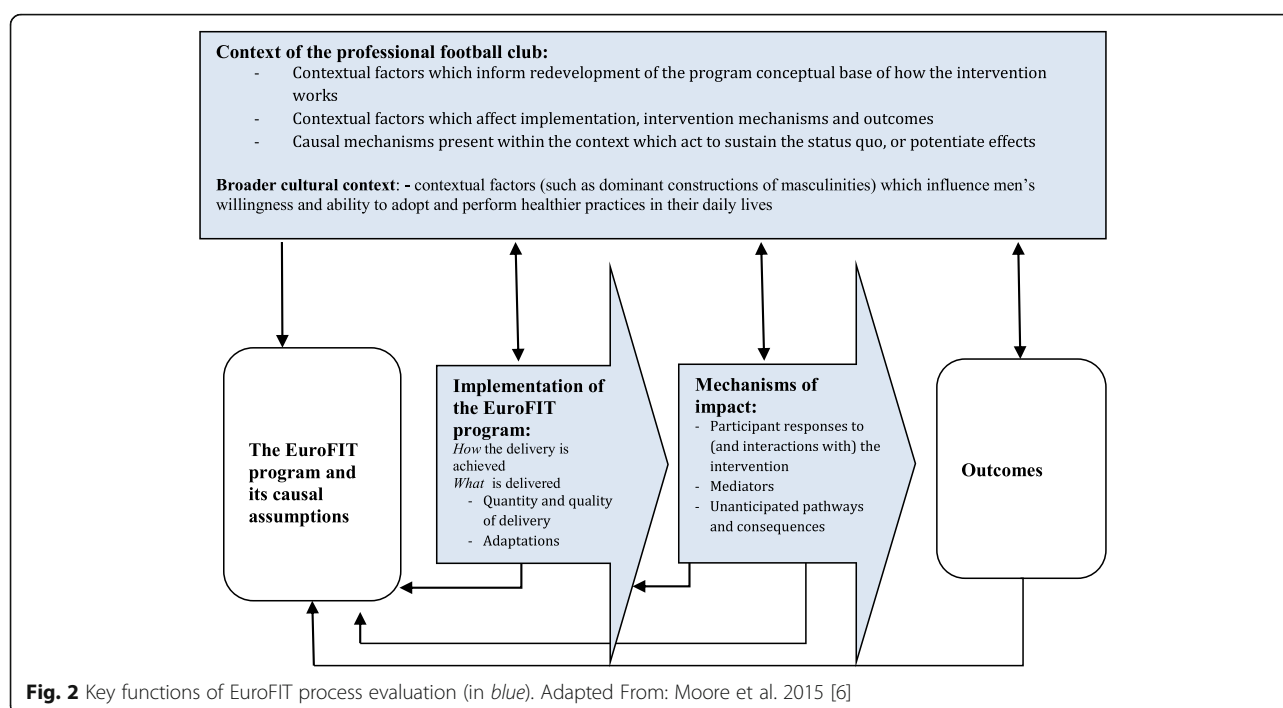 Context of the professional football club:
- Contextual factors which inform redevelopment of the program conceptual base of how the intervention
works
- Contextual factors which affect implementation, intervention mechanisms and outcomes
- Causal mechanisms present within the context which act to sustain the status quo, or potentiate effects
Broader cultural context: - contextual factors (such as dominant constructions of masculinities) which influence men's
willingness and ability to adopt and perform healthier practices in their daily lives
The EuroFIT
program and
its causal
assumptions
Implementation of
the EuroFIT
program:
How the delivery is
achieved
What is delivered
- Quantity and quality
of delivery
- Adaptations
Mechanisms of
impact:
- Participant responses to
(and interactions with) the
intervention
- Mediators
- Unanticipated pathways
and consequences
Outcomes
Fig. 2 Key functions of EuroFIT process evaluation (in blue). Adapted From: Moore et al. 2015 [6]